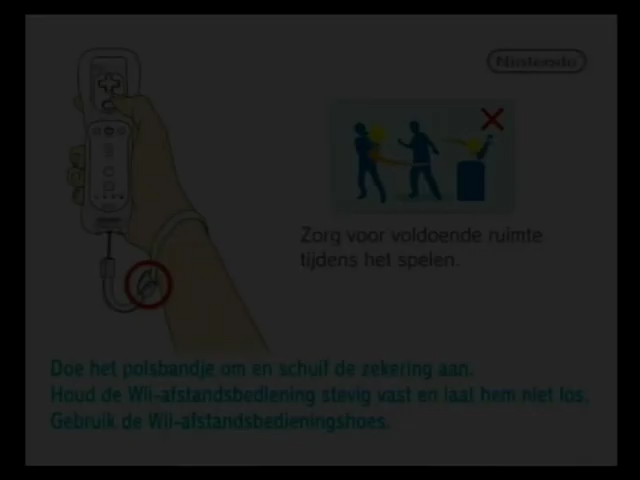 Nintendo
Zorg voor voldoende ruimte
tijdens het spelen.
Doe het polsbandje om en schuif de zekering aan.
Houd de Wii-afstandsbediening stevig vast en laat hem niet los.
Gebruik de Wii-afstandsbedieningshoes.